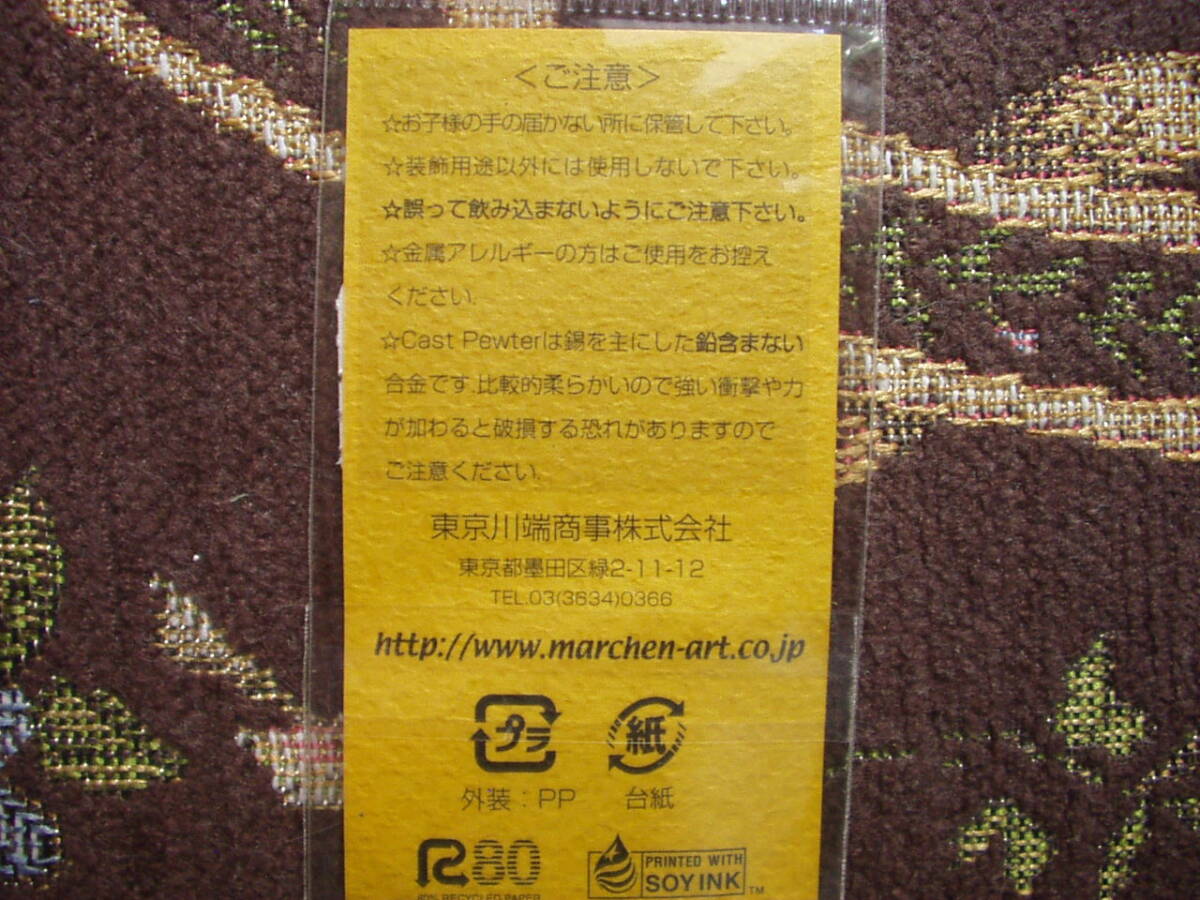 ＜ご注意＞
☆お子様の手の届かない所に保管して下さい。
☆装飾用途以外には使用しないで下さい。
☆誤って飲み込まないようにご注意下さい。
☆金属アレルギーの方はご使用をお控え
ください.
☆Cast Pewterは錫を主にした鉛含まない
合金です.比較的柔らかいので強い衝撃や力
が加わると破損する恐れがありますので
ご注意ください.
東京川端商事株式会社
東京都墨田区緑2-11-12
TEL.03(3634)0366
http://www.marchen-art.co.jp
プラ 紙
外装：PP 台紙
R80
80% RECYCLED PAPER
PRINTED WITH
SOY INK TM